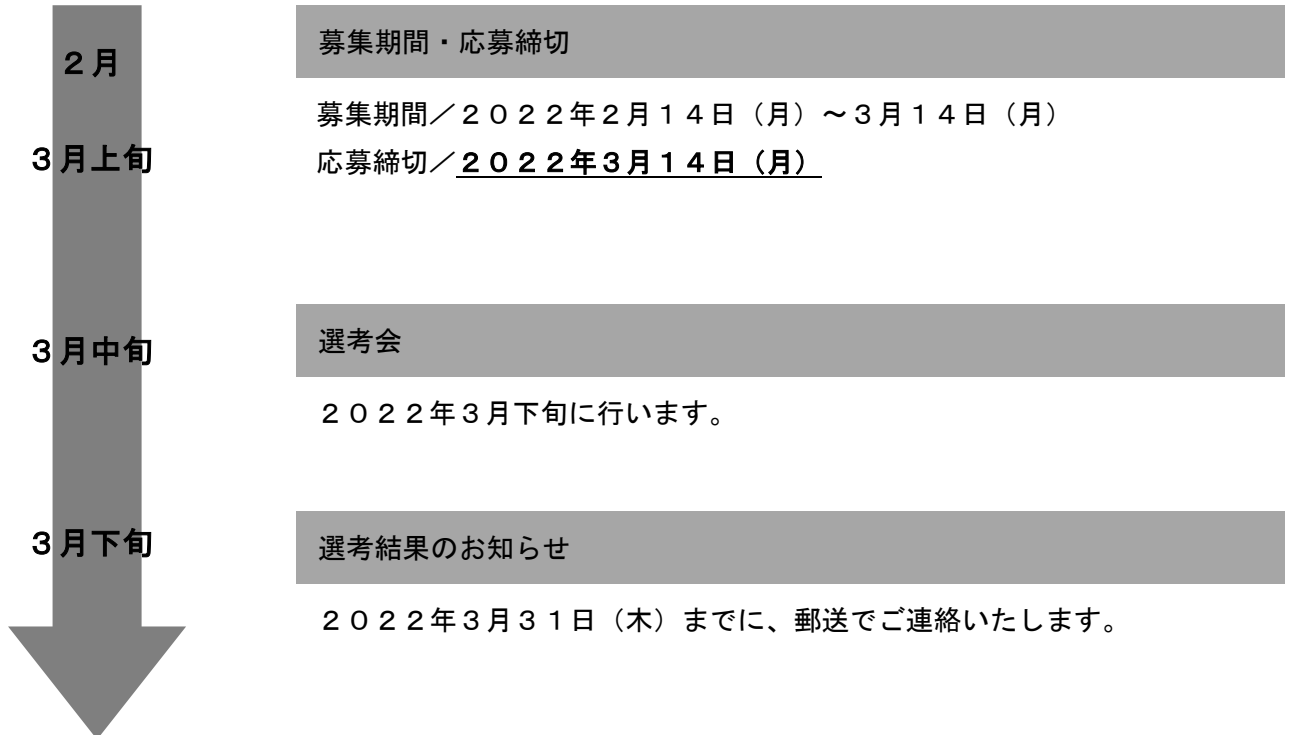 ２月
募集期間・応募締切
募集期間／２０２２年２月１４日（月）～３月１４日（月）
３月上旬
応募締切／２０２２年３月１４日（月）
３月中旬
選考会
２０２２年３月下旬に行います。
３月下旬
選考結果のお知らせ
２０２２年３月３１日（木）までに、郵送でご連絡いたします。